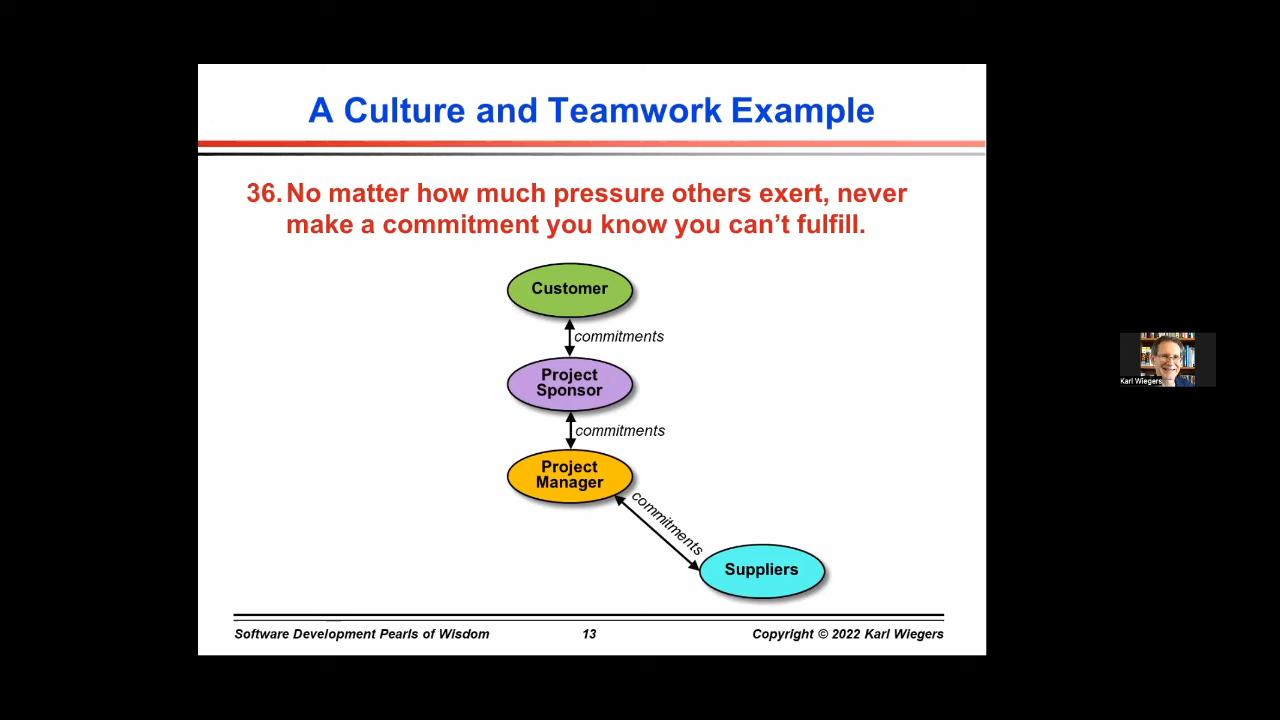 A Culture and Teamwork Example
36. No matter how much pressure others exert, never
make a commitment you know you can't fulfill.
Customer
commitments
Project
Sponsor
commitments
Project
Manager
commitments
Suppliers
Karl Wiegers
Software Development Pearls of Wisdom
13
Copyright © 2022 Karl Wiegers